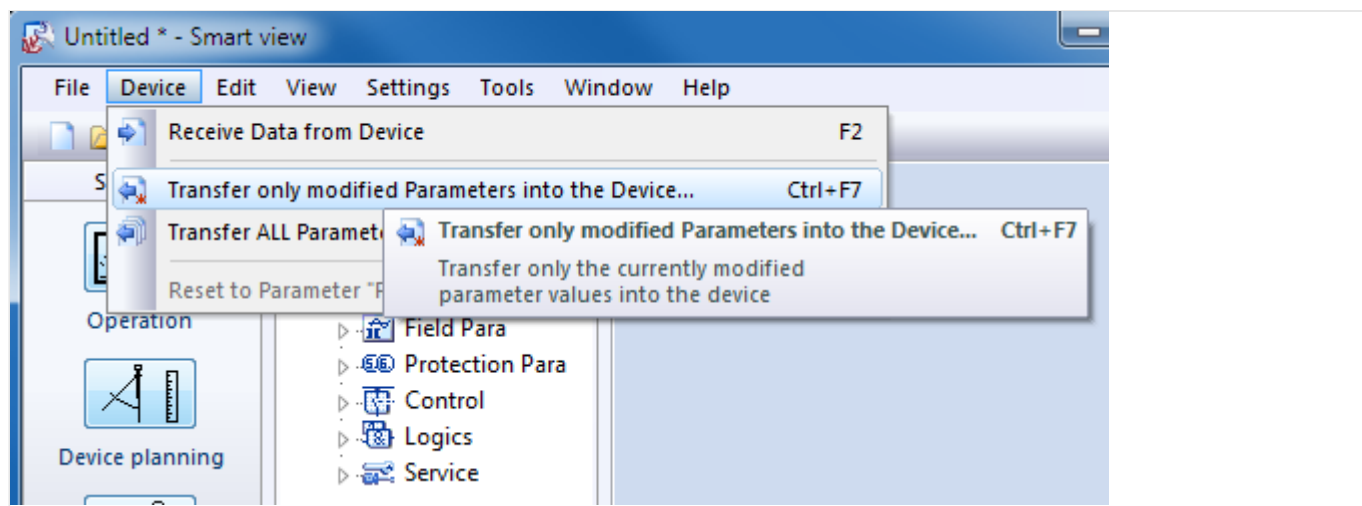 Untitled * - Smart view
File Device Edit View Settings Tools Window Help
Receive Data from Device F2
Transfer only modified Parameters into the Device... Ctrl+F7
Transfer ALL
Transfer only modified Parameters into the Device... Ctrl+F7
Transfer only the currently modified
parameter values into the device
Reset to Parameter
Operation
Field Para
Protection Para
Control
Logics
Service
Device planning